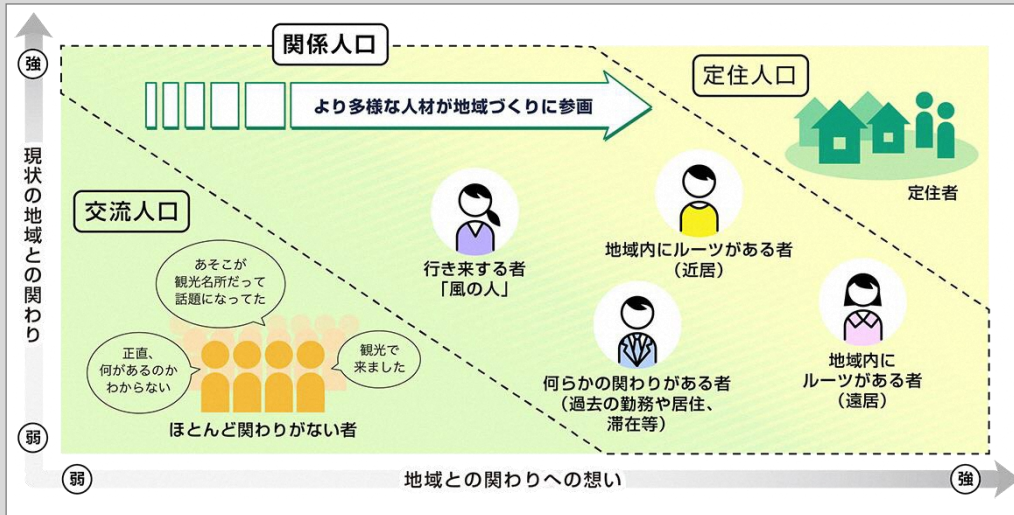 関係人口
強
より多様な人材が地域づくりに参画
定住人口
定住者
現状の地域との関わり
交流人口
あそこが
観光名所だって
話題になってた
正直、
何があるのか
わからない
観光で
来ました
ほとんど関わりがない者
行き来する者
「風の人」
地域内にルーツがある者
（近居）
何らかの関わりがある者
（過去の勤務や居住、
滞在等）
地域内に
ルーツがある者
（遠居）
弱
弱
地域との関わりへの想い
強